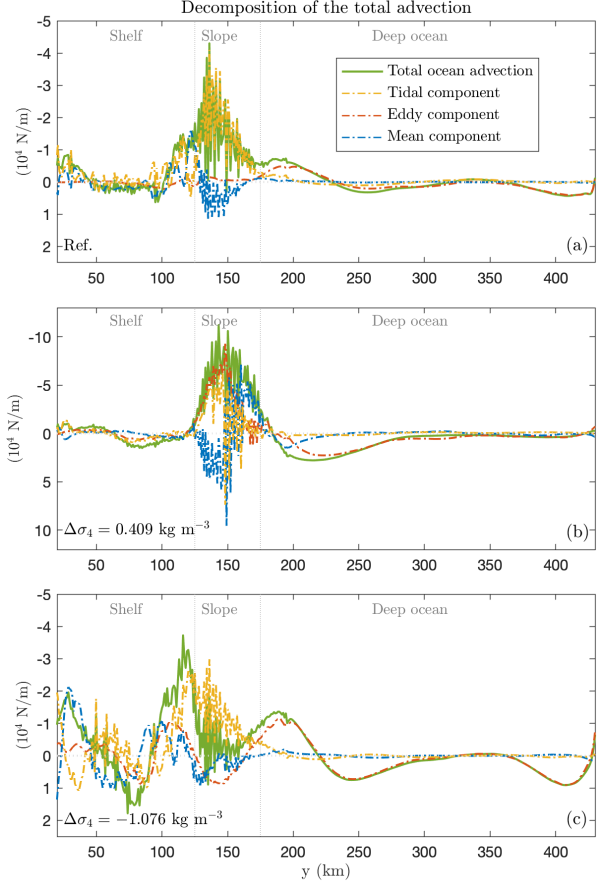 Decomposition of the total advection
Shelf Slope Deep ocean
Total ocean advection
Tidal component
Eddy component
Mean component
(10⁴ N/m)
-5
-4
-3
-2
-1
0
1
2
Ref.
(a)
50 100 150 200 250 300 350 400
Shelf Slope Deep ocean
(10⁴ N/m)
-10
-5
0
5
10
Δσ₄ = 0.409 kg m⁻³
(b)
50 100 150 200 250 300 350 400
Shelf Slope Deep ocean
(10⁴ N/m)
-5
-4
-3
-2
-1
0
1
2
Δσ₄ = −1.076 kg m⁻³
(c)
50 100 150 200 250 300 350 400
y (km)